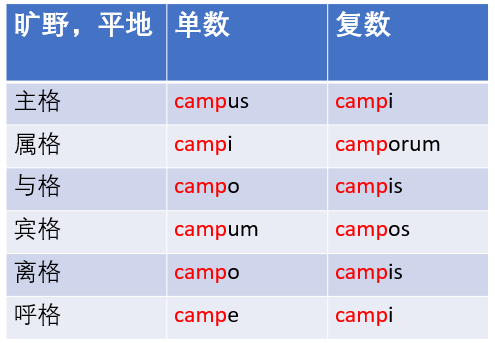 旷野，平地 单数 复数
主格 campus campi
属格 campi camporum
与格 campo campis
宾格 campum campos
离格 campo campis
呼格 campe campi